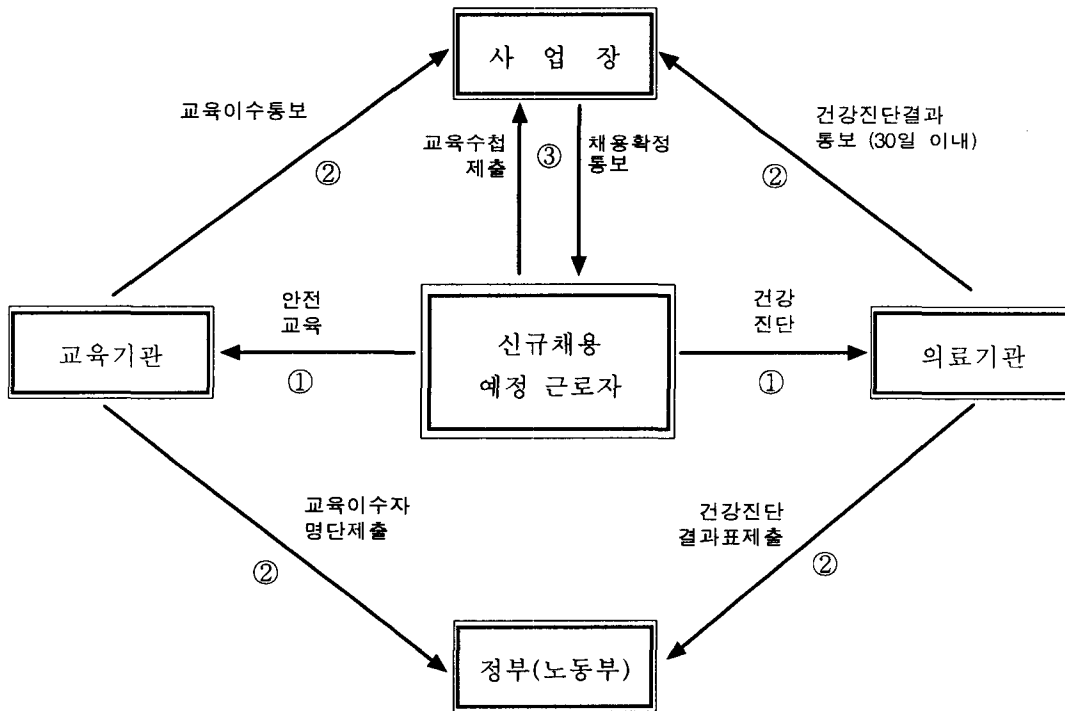 사 업 장
교육이수통보
②
교육수첩
제출
③
채용확정
통보
건강진단결과
통보 (30일 이내)
②
교육기관
안전
교육
①
신규채용
예정 근로자
건강
진단
①
의료기관
교육이수자
명단제출
②
건강진단
결과표제출
②
정부(노동부)